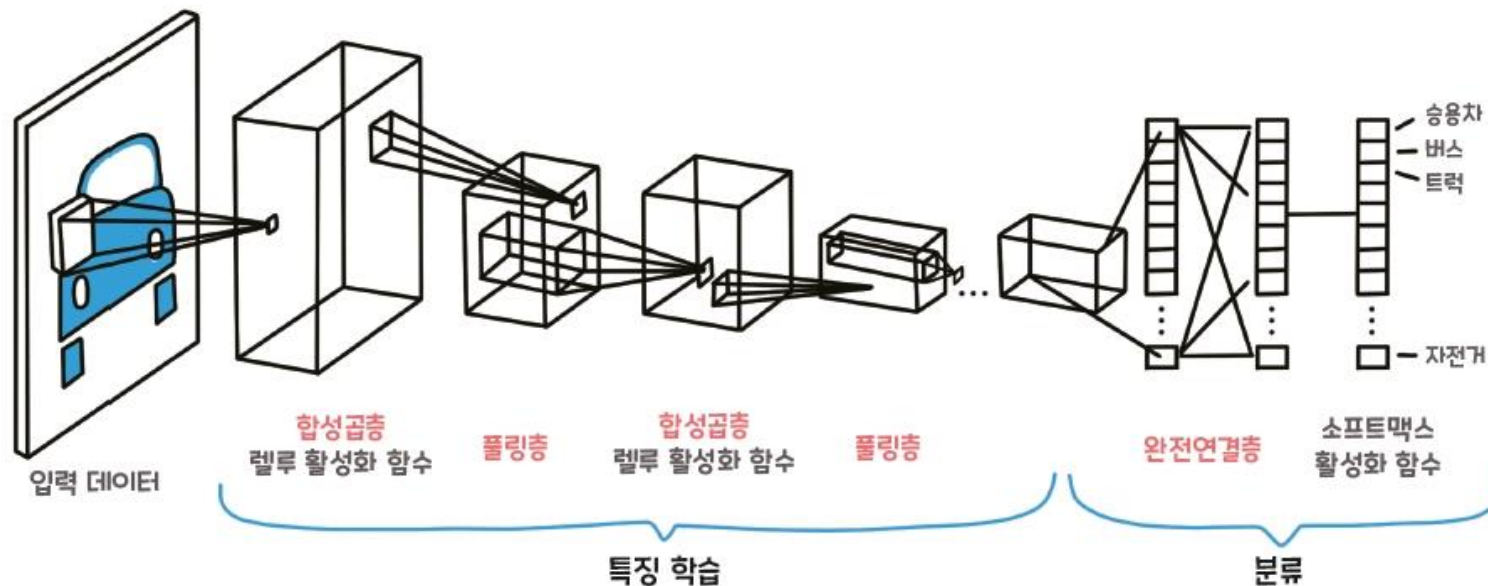 승용차
버스
트럭
자전거
입력 데이터
합성곱층
렐루 활성화 함수
풀링층
합성곱층
렐루 활성화 함수
풀링층
...
완전연결층
소프트맥스
활성화 함수
특징 학습
분류